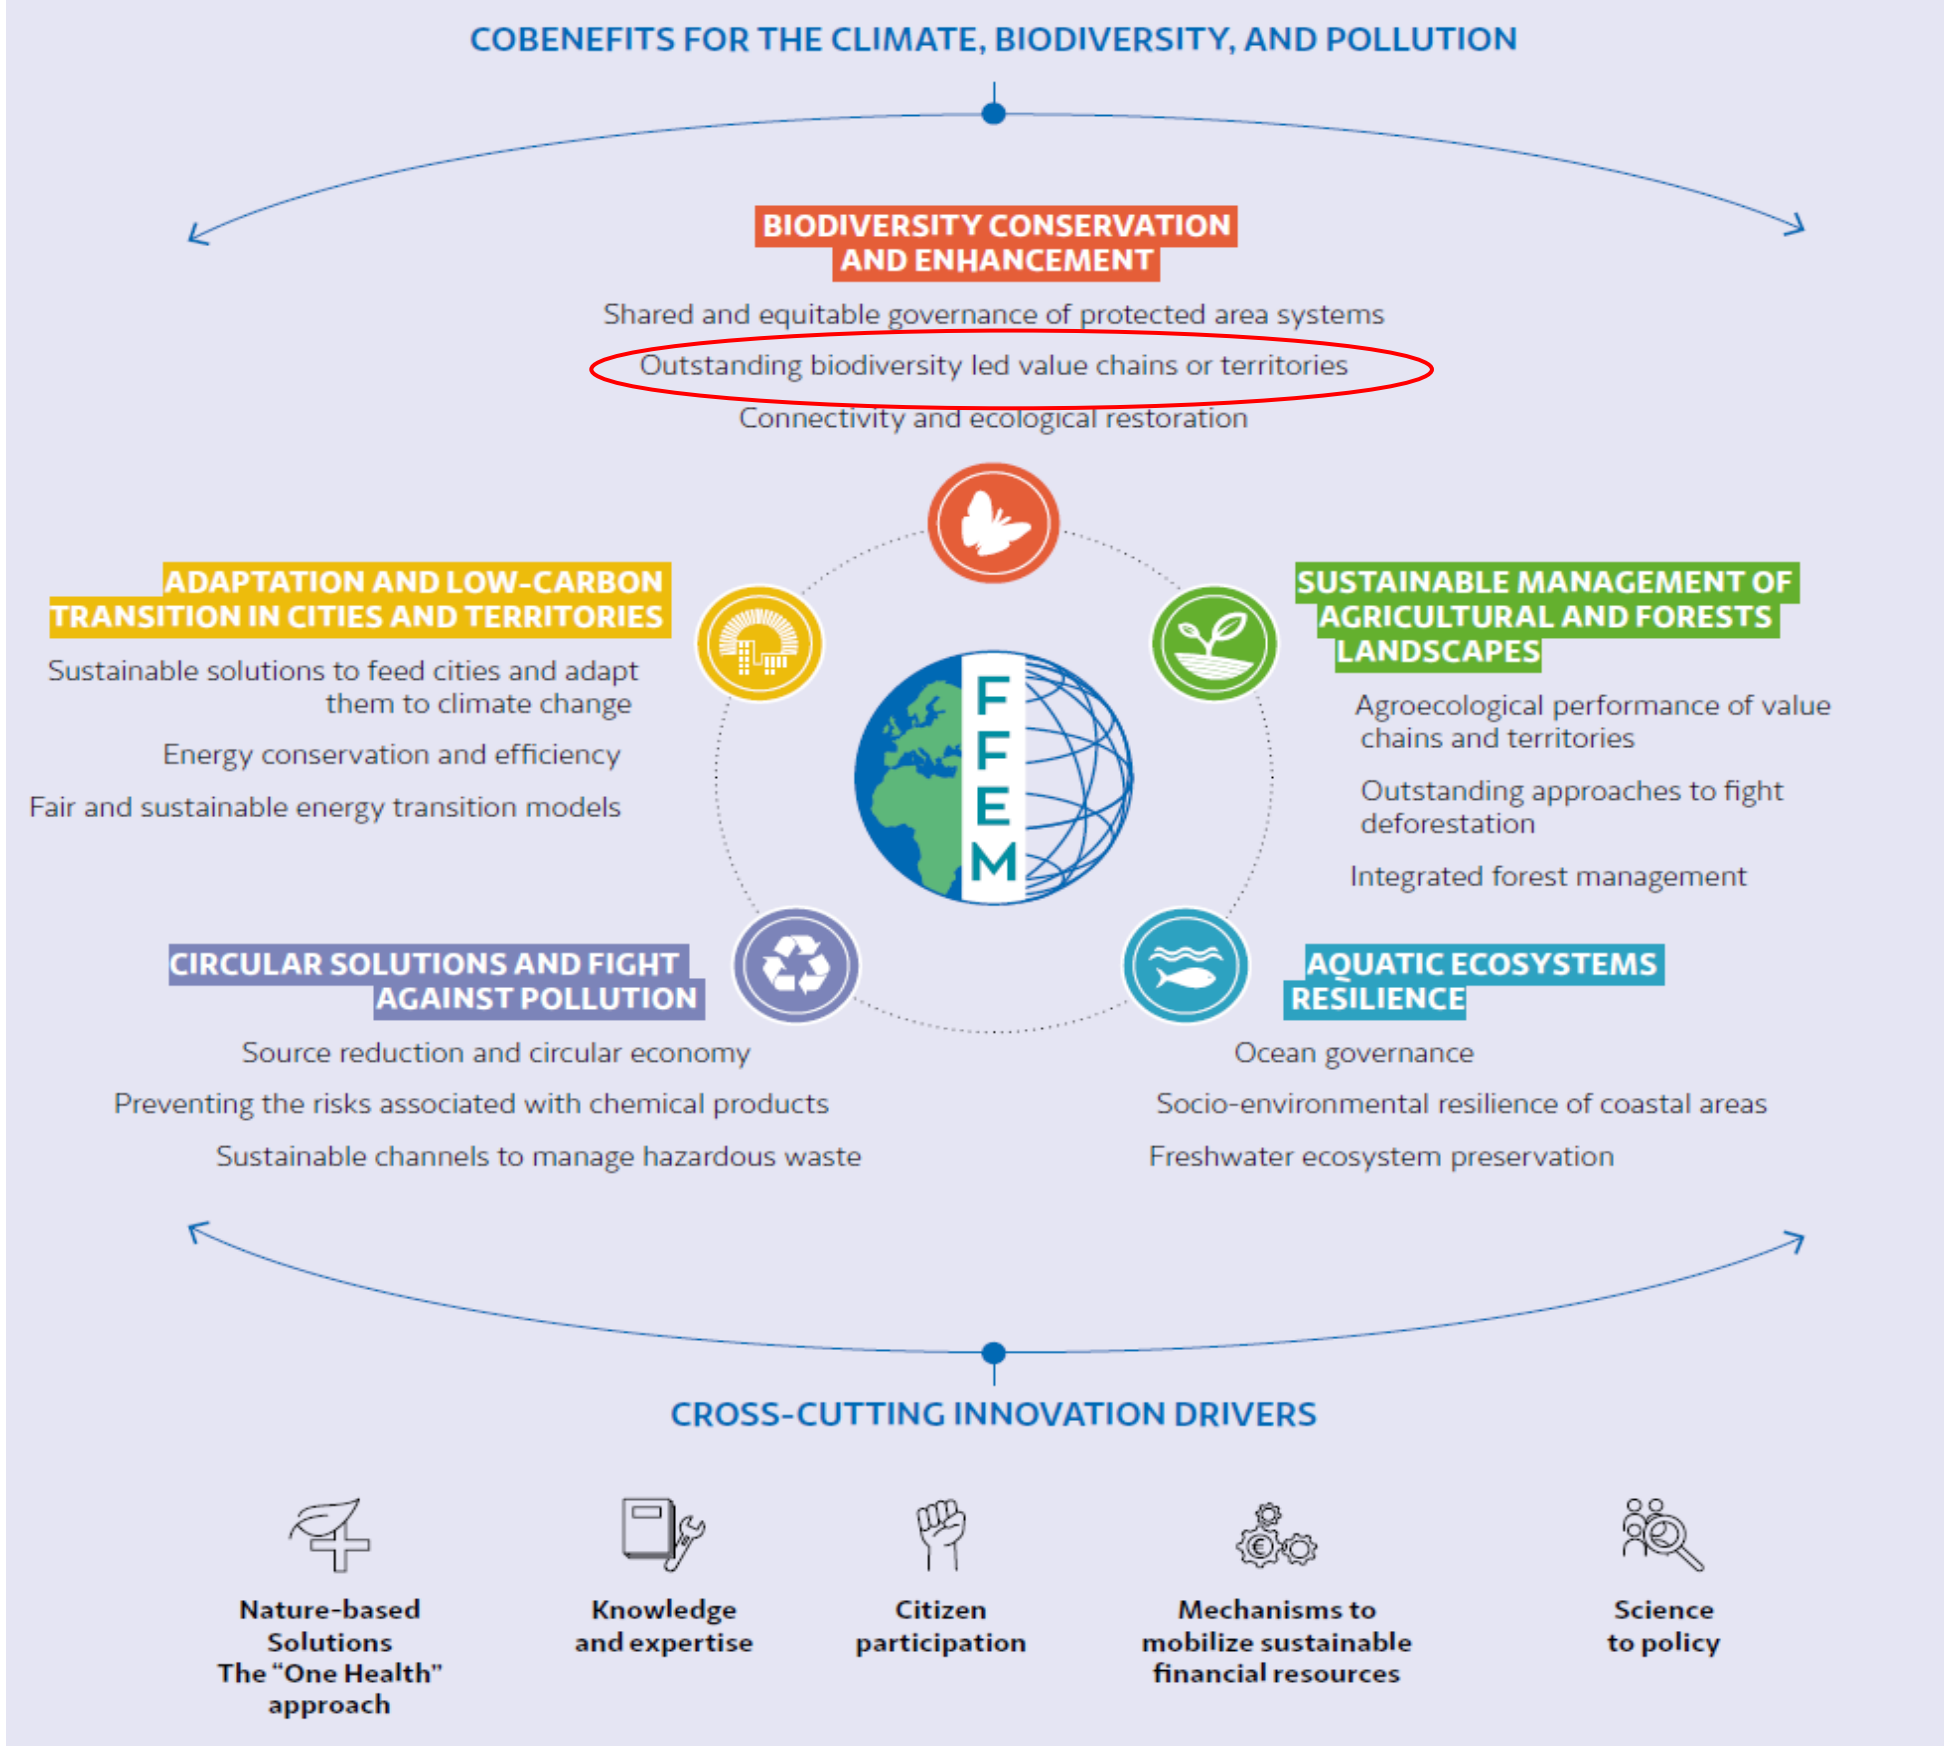 COBENEFITS FOR THE CLIMATE, BIODIVERSITY, AND POLLUTION
BIODIVERSITY CONSERVATION
AND ENHANCEMENT
Shared and equitable governance of protected area systems
Outstanding biodiversity led value chains or territories
Connectivity and ecological restoration
ADAPTATION AND LOW-CARBON
TRANSITION IN CITIES AND TERRITORIES
Sustainable solutions to feed cities and adapt
them to climate change
Energy conservation and efficiency
Fair and sustainable energy transition models
SUSTAINABLE MANAGEMENT OF
AGRICULTURAL AND FORESTS
LANDSCAPES
Agroecological performance of value
chains and territories
Outstanding approaches to fight
deforestation
Integrated forest management
F
F
E
M
CIRCULAR SOLUTIONS AND FIGHT
AGAINST POLLUTION
Source reduction and circular economy
Preventing the risks associated with chemical products
Sustainable channels to manage hazardous waste
AQUATIC ECOSYSTEMS
RESILIENCE
Ocean governance
Socio-environmental resilience of coastal areas
Freshwater ecosystem preservation
CROSS-CUTTING INNOVATION DRIVERS
€
Nature-based
Solutions
The “One Health”
approach
Knowledge
and expertise
Citizen
participation
Mechanisms to
mobilize sustainable
financial resources
Science
to policy